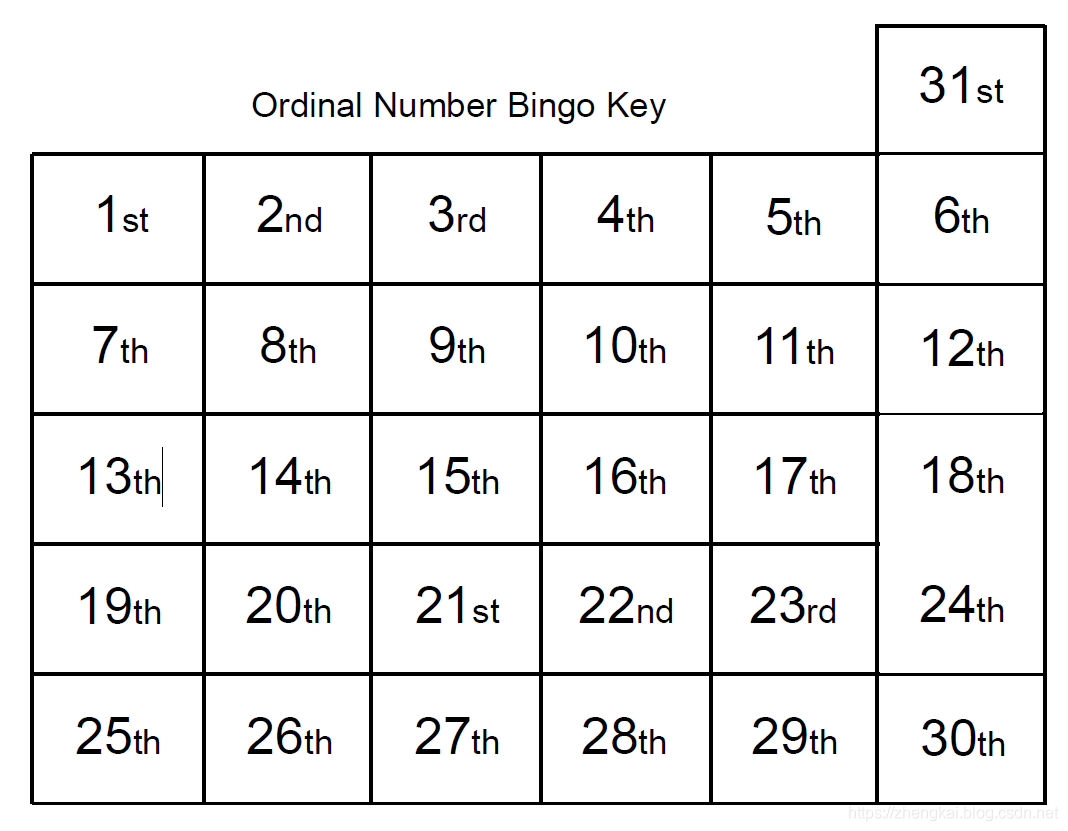 31st
Ordinal Number Bingo Key
1st 2nd 3rd 4th 5th 6th
7th 8th 9th 10th 11th 12th
13th 14th 15th 16th 17th 18th
19th 20th 21st 22nd 23rd 24th
25th 26th 27th 28th 29th 30th
https://zhengkai.blog.csdn.net